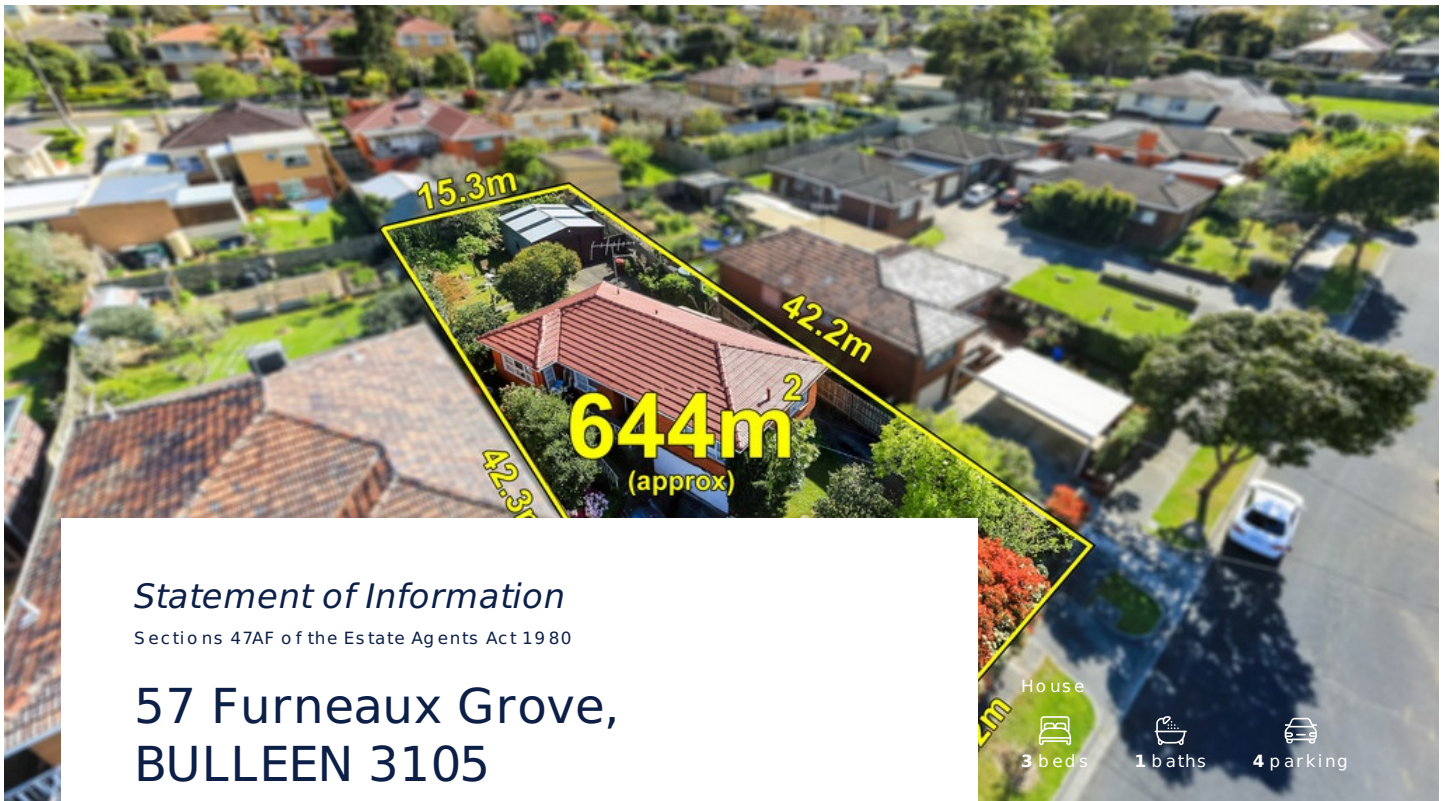 15.3m
42.2m
644m²
(approx)
Statement of Information
Sections 47AF of the Estate Agents Act 1980
57 Furneaux Grove,
BULLEEN 3105
House
3 beds 1 baths 4 parking